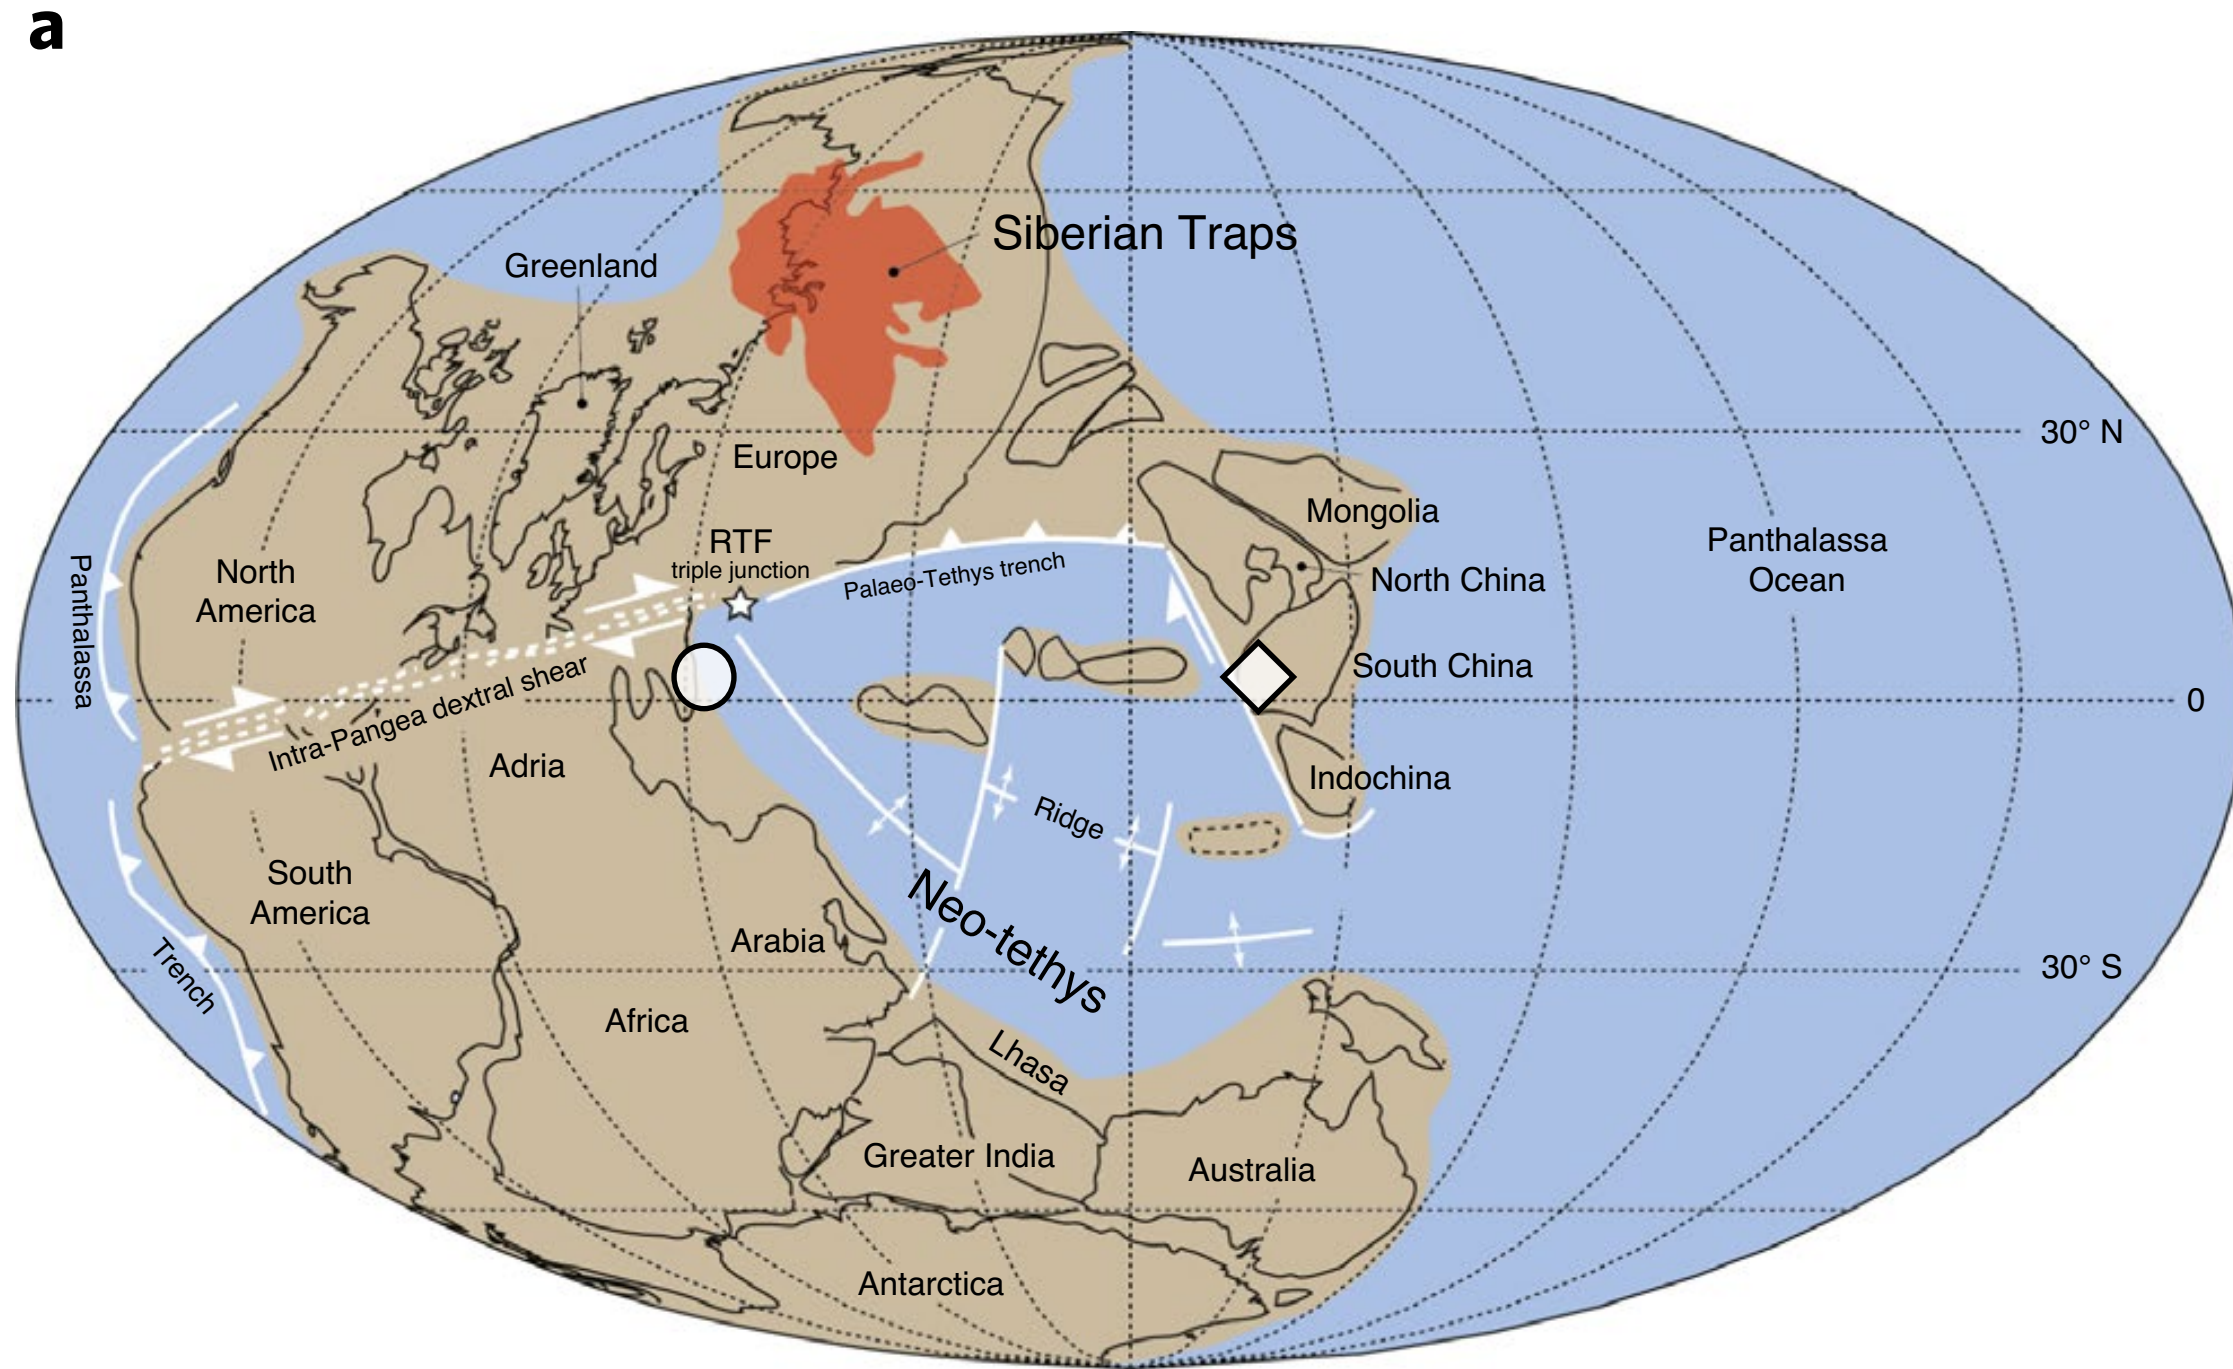 a
Siberian Traps
Greenland
30° N
Europe
Mongolia
RTF
triple junction
Palaeo-Tethys trench
Panthalassa
Ocean
North
America
North China
Panthalassa
South China
Intra-Pangea dextral shear
0
Adria
Indochina
Ridge
South
America
Neo-tethys
Arabia
Trench
30° S
Africa
Lhasa
Greater India
Australia
Antarctica